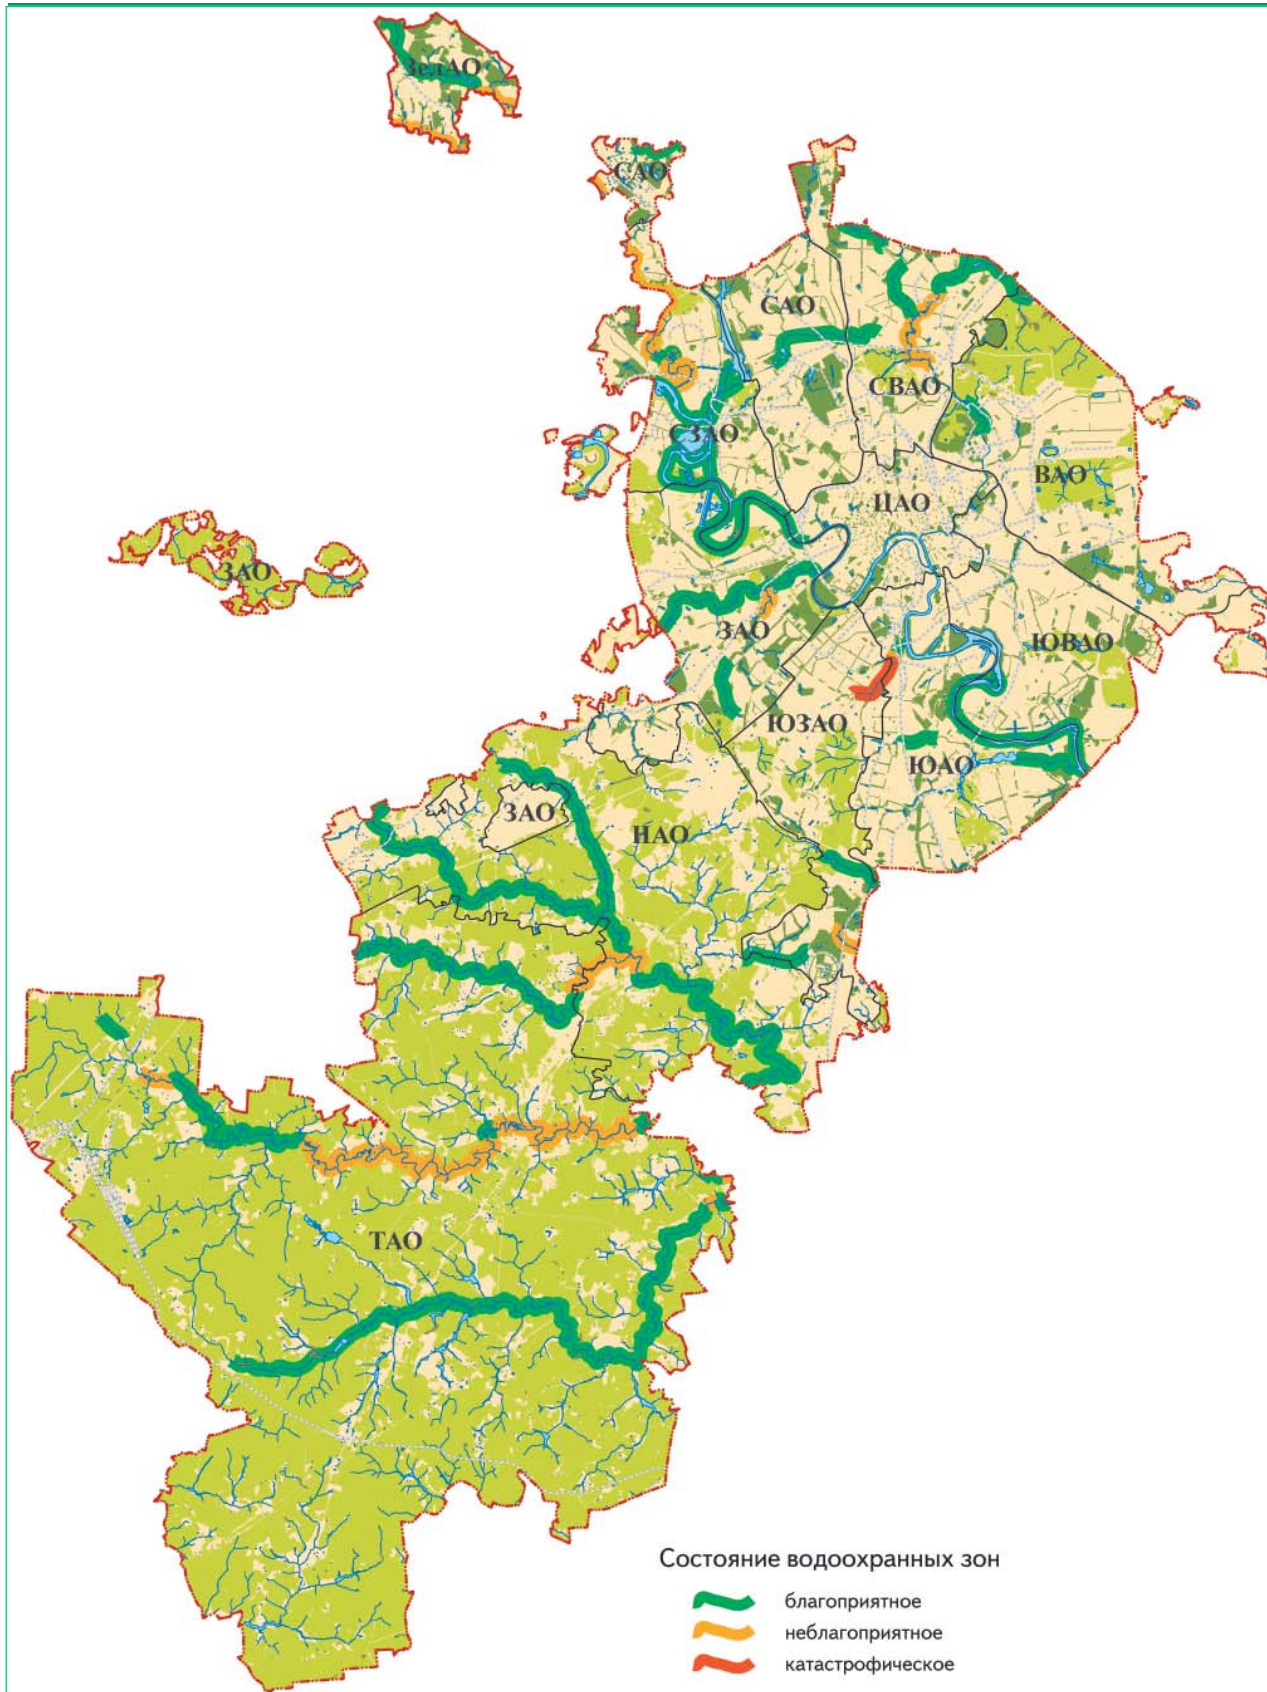 ЗелАО
САО
САО
СВАО
СЗАО
ВАО
ЦАО
ЗАО
ЗАО
ЮВАО
ЮЗАО
ЮАО
ЗАО
НАО
ТАО
Состояние водоохранных зон
благоприятное
неблагоприятное
катастрофическое